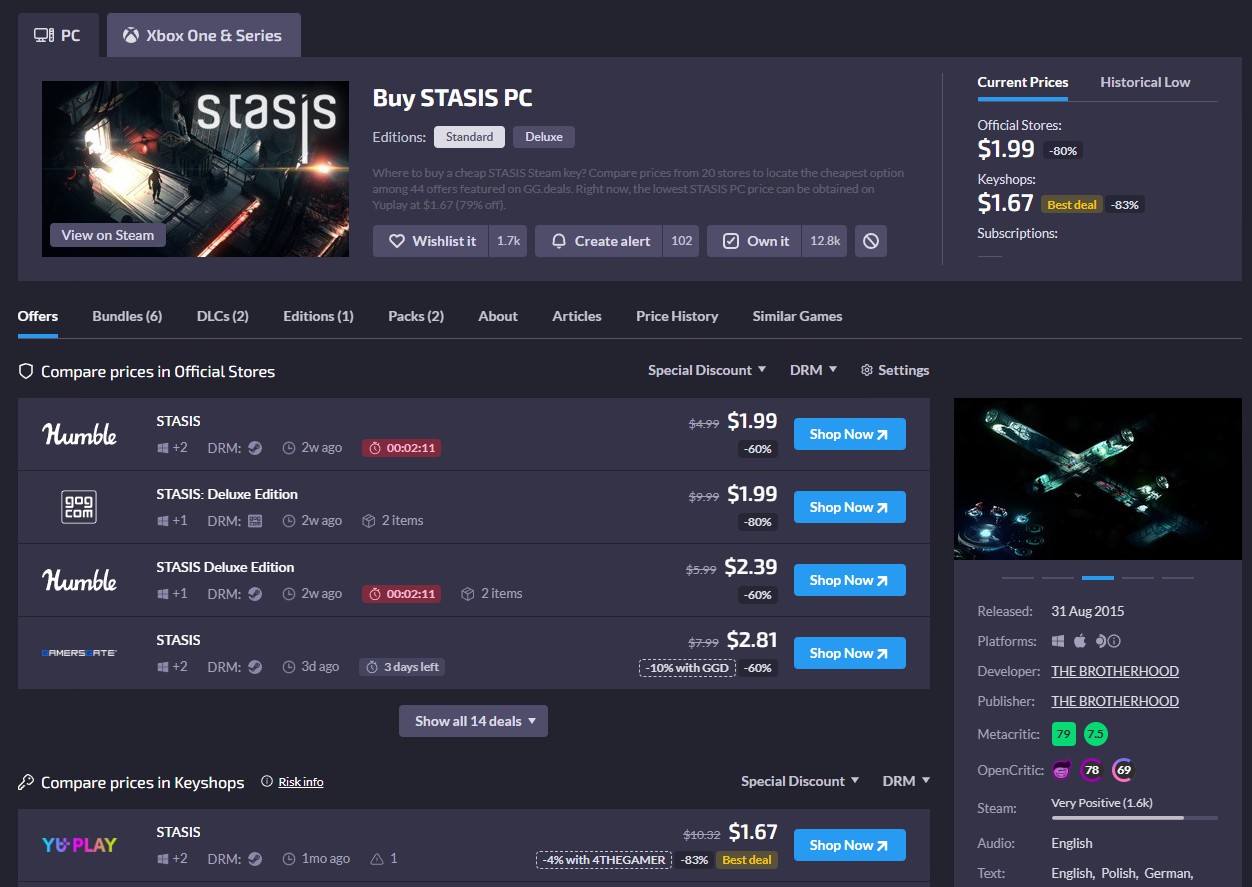 PC
Xbox One & Series
stasis
View on Steam
Buy STASIS PC
Editions: Standard Deluxe
Where to buy a cheap STASIS Steam key? Compare prices from 20 stores to locate the cheapest option
among 44 offers featured on GG.deals. Right now, the lowest STASIS PC price can be obtained on
Yuplay at $1.67 (79% off).
Wishlist it 1.7k Create alert 102 Own it 12.8k
Current Prices Historical Low
Official Stores:
$1.99 -80%
Keyshops:
$1.67 Best deal -83%
Subscriptions:
Offers Bundles (6) DLCs (2) Editions (1) Packs (2) About Articles Price History Similar Games
Compare prices in Official Stores Special Discount DRM Settings
Humble
STASIS
+2 DRM: 2w ago 00:02:11
$4.99 $1.99
-60%
Shop Now
gog
com
STASIS: Deluxe Edition
+1 DRM: 2w ago 2 items
$9.99 $1.99
-80%
Shop Now
Humble
STASIS Deluxe Edition
+1 DRM: 2w ago 00:02:11 2 items
$5.99 $2.39
-60%
Shop Now
GAMERSGATE
STASIS
+2 DRM: 3d ago 3 days left
$7.99 $2.81
-10% with GGD -60%
Shop Now
Show all 14 deals
Compare prices in Keyshops Risk info Special Discount DRM
YUPLAY
STASIS
+2 DRM: 1mo ago 1
$10.32 $1.67
-4% with 4THEGAMER -83% Best deal
Shop Now
Released: 31 Aug 2015
Platforms:
Developer: THE BROTHERHOOD
Publisher: THE BROTHERHOOD
Metacritic: 79 7.5
OpenCritic: 78 69
Steam: Very Positive (1.6k)
Audio: English
Text: English, Polish, German,